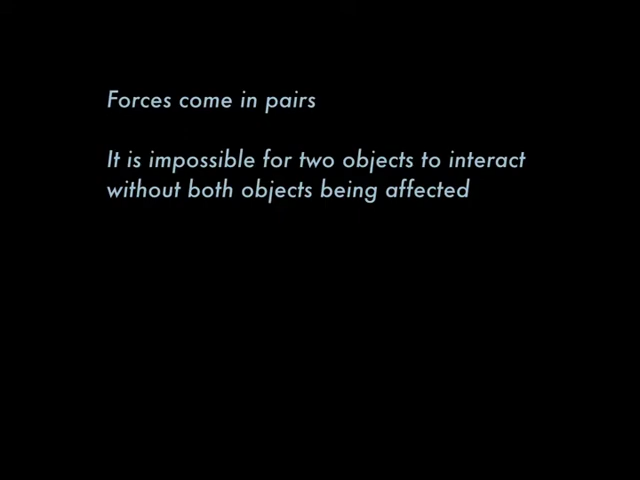 Forces come in pairs
It is impossible for two objects to interact
without both objects being affected